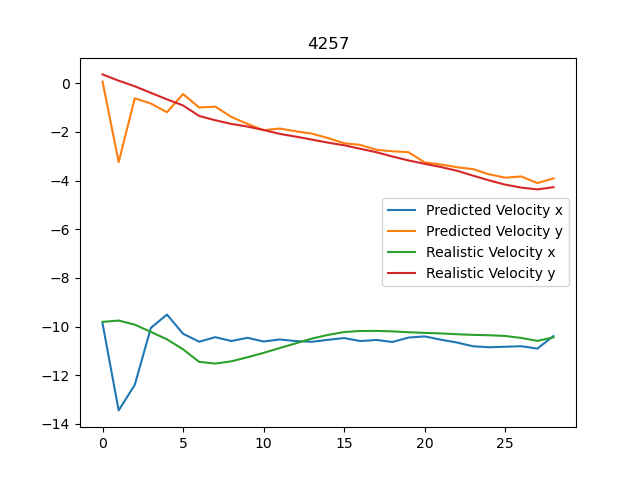 4257
0
−2
−4
−6
−8
−10
−12
−14
Predicted Velocity x
Predicted Velocity y
Realistic Velocity x
Realistic Velocity y
0 5 10 15 20 25